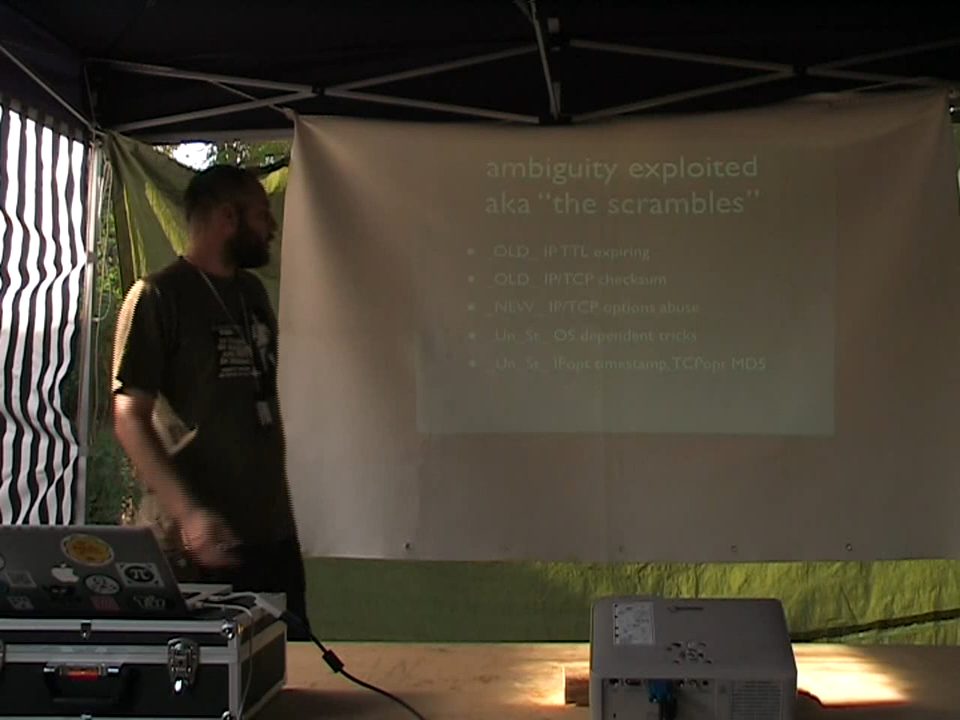 ambiguity exploited
aka “the scrambles”
• _OLD_ IP TTL expiring
• _OLD_ IP/TCP checksum
• _NEW_ IP/TCP options abuse
• _Un_St_ OS dependent tricks
• _Un_St_ IPopt timestamp, TCPopt MD5